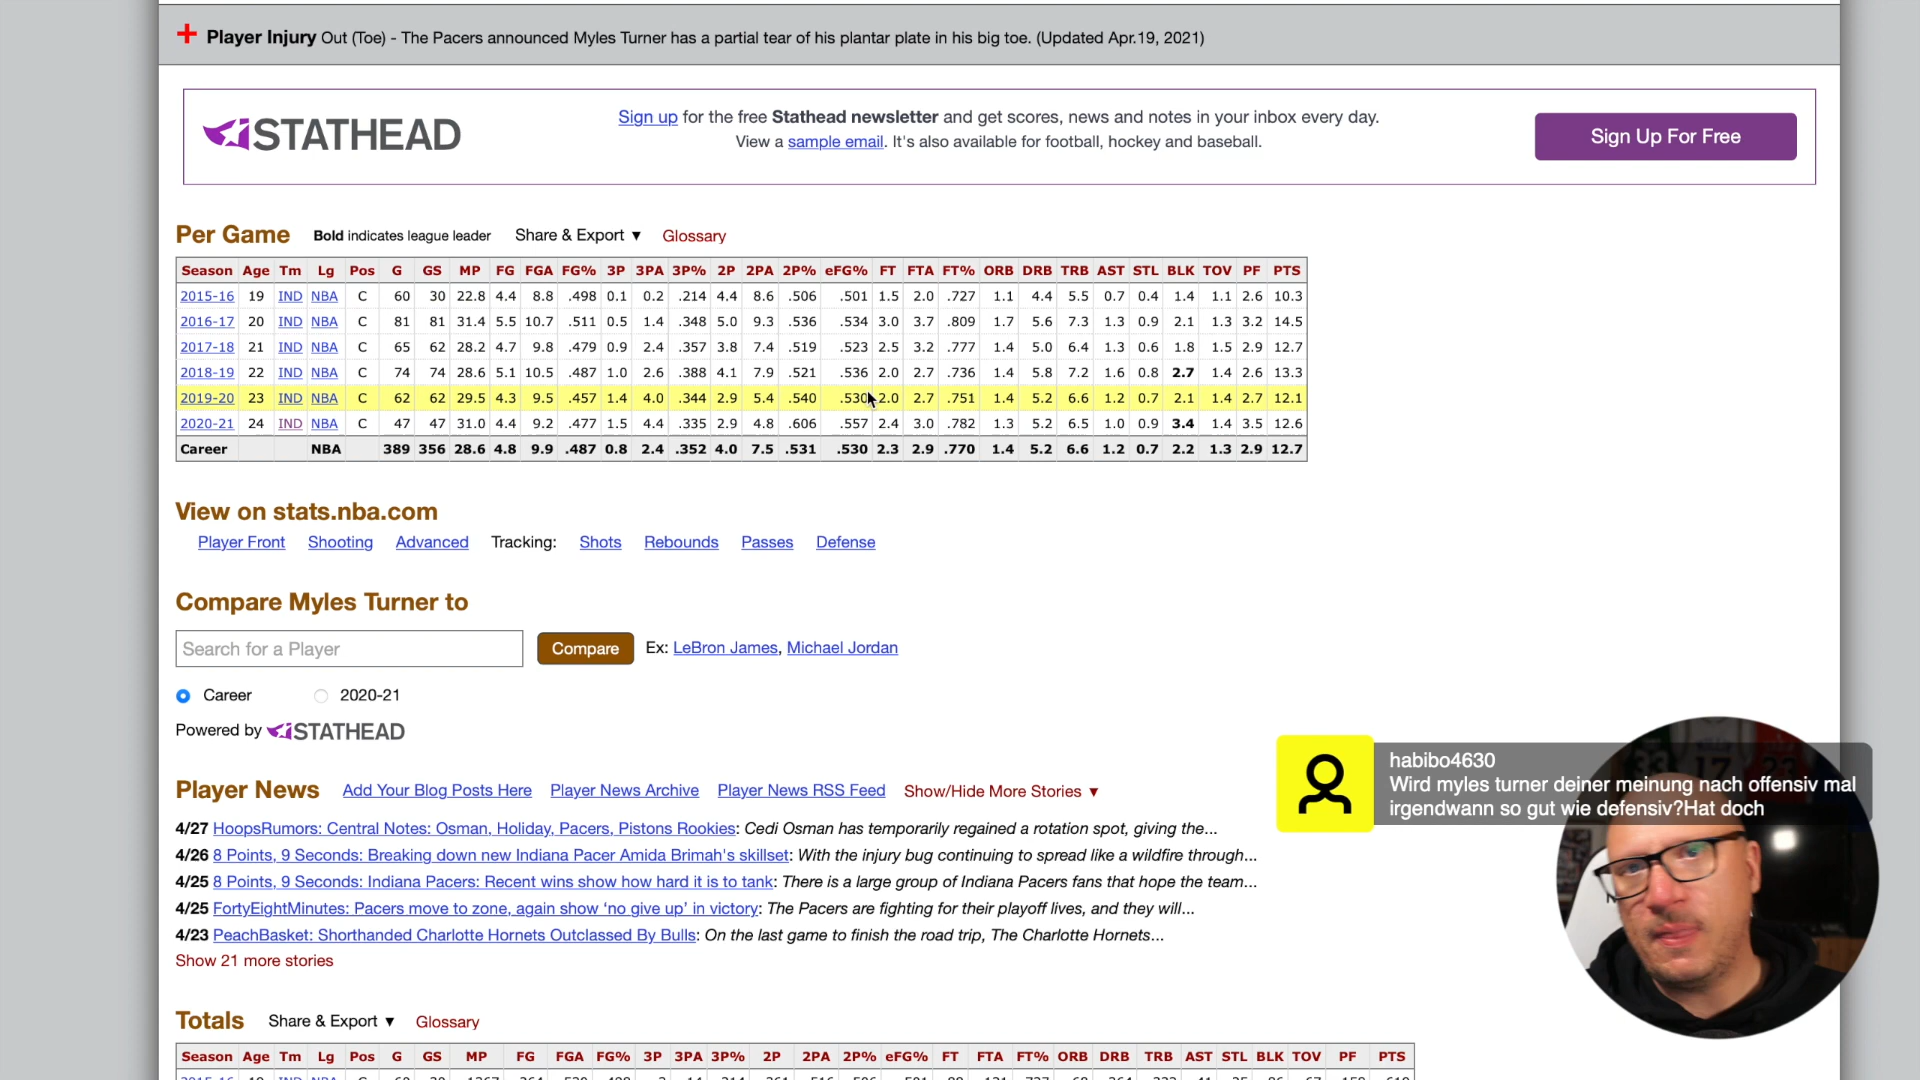 Player Injury Out (Toe) - The Pacers announced Myles Turner has a partial tear of his plantar plate in his big toe. (Updated Apr.19, 2021)
STATHEAD
Sign up for the free Stathead newsletter and get scores, news and notes in your inbox every day.
View a sample email. It's also available for football, hockey and baseball.
Sign Up For Free
Per Game Bold indicates league leader Share & Export ▼ Glossary
Season Age Tm Lg Pos G GS MP FG FGA FG% 3P 3PA 3P% 2P 2PA 2P% eFG% FT FTA FT% ORB DRB TRB AST STL BLK TOV PF PTS
2015-16 19 IND NBA C 60 30 22.8 4.4 8.8 .498 0.1 0.2 .214 4.4 8.6 .506 .501 1.5 2.0 .727 1.1 4.4 5.5 0.7 0.4 1.4 1.1 2.6 10.3
2016-17 20 IND NBA C 81 81 31.4 5.5 10.7 .511 0.5 1.4 .348 5.0 9.3 .536 .534 3.0 3.7 .809 1.7 5.6 7.3 1.3 0.9 2.1 1.3 3.2 14.5
2017-18 21 IND NBA C 65 62 28.2 4.7 9.8 .479 0.9 2.4 .357 3.8 7.4 .519 .523 2.5 3.2 .777 1.4 5.0 6.4 1.3 0.6 1.8 1.5 2.9 12.7
2018-19 22 IND NBA C 74 74 28.6 5.1 10.5 .487 1.0 2.6 .388 4.1 7.9 .521 .536 2.0 2.7 .736 1.4 5.8 7.2 1.6 0.8 2.7 1.4 2.6 13.3
2019-20 23 IND NBA C 62 62 29.5 4.3 9.5 .457 1.4 4.0 .344 2.9 5.4 .540 .530 2.0 2.7 .751 1.4 5.2 6.6 1.2 0.7 2.1 1.4 2.7 12.1
2020-21 24 IND NBA C 47 47 31.0 4.4 9.2 .477 1.5 4.4 .335 2.9 4.8 .606 .557 2.4 3.0 .782 1.3 5.2 6.5 1.0 0.9 3.4 1.4 3.5 12.6
Career NBA 389 356 28.6 4.8 9.9 .487 0.8 2.4 .352 4.0 7.5 .531 .530 2.3 2.9 .770 1.4 5.2 6.6 1.2 0.7 2.2 1.3 2.9 12.7
View on stats.nba.com
Player Front Shooting Advanced Tracking: Shots Rebounds Passes Defense
Compare Myles Turner to
Search for a Player Compare Ex: LeBron James, Michael Jordan
Career 2020-21
Powered by STATHEAD
habibo4630
Wird myles turner deiner meinung nach offensiv mal
irgendwann so gut wie defensiv?Hat doch
Player News Add Your Blog Posts Here Player News Archive Player News RSS Feed Show/Hide More Stories ▼
4/27 HoopsRumors: Central Notes: Osman, Holiday, Pacers, Pistons Rookies: Cedi Osman has temporarily regained a rotation spot, giving the...
4/26 8 Points, 9 Seconds: Breaking down new Indiana Pacer Amida Brimah's skillset: With the injury bug continuing to spread like a wildfire through...
4/25 8 Points, 9 Seconds: Indiana Pacers: Recent wins show how hard it is to tank: There is a large group of Indiana Pacers fans that hope the team...
4/25 FortyEightMinutes: Pacers move to zone, again show ‘no give up’ in victory: The Pacers are fighting for their playoff lives, and they will...
4/23 PeachBasket: Shorthanded Charlotte Hornets Outclassed By Bulls: On the last game to finish the road trip, The Charlotte Hornets...
Show 21 more stories
Totals Share & Export ▼ Glossary
Season Age Tm Lg Pos G GS MP FG FGA FG% 3P 3PA 3P% 2P 2PA 2P% eFG% FT FTA FT% ORB DRB TRB AST STL BLK TOV PF PTS